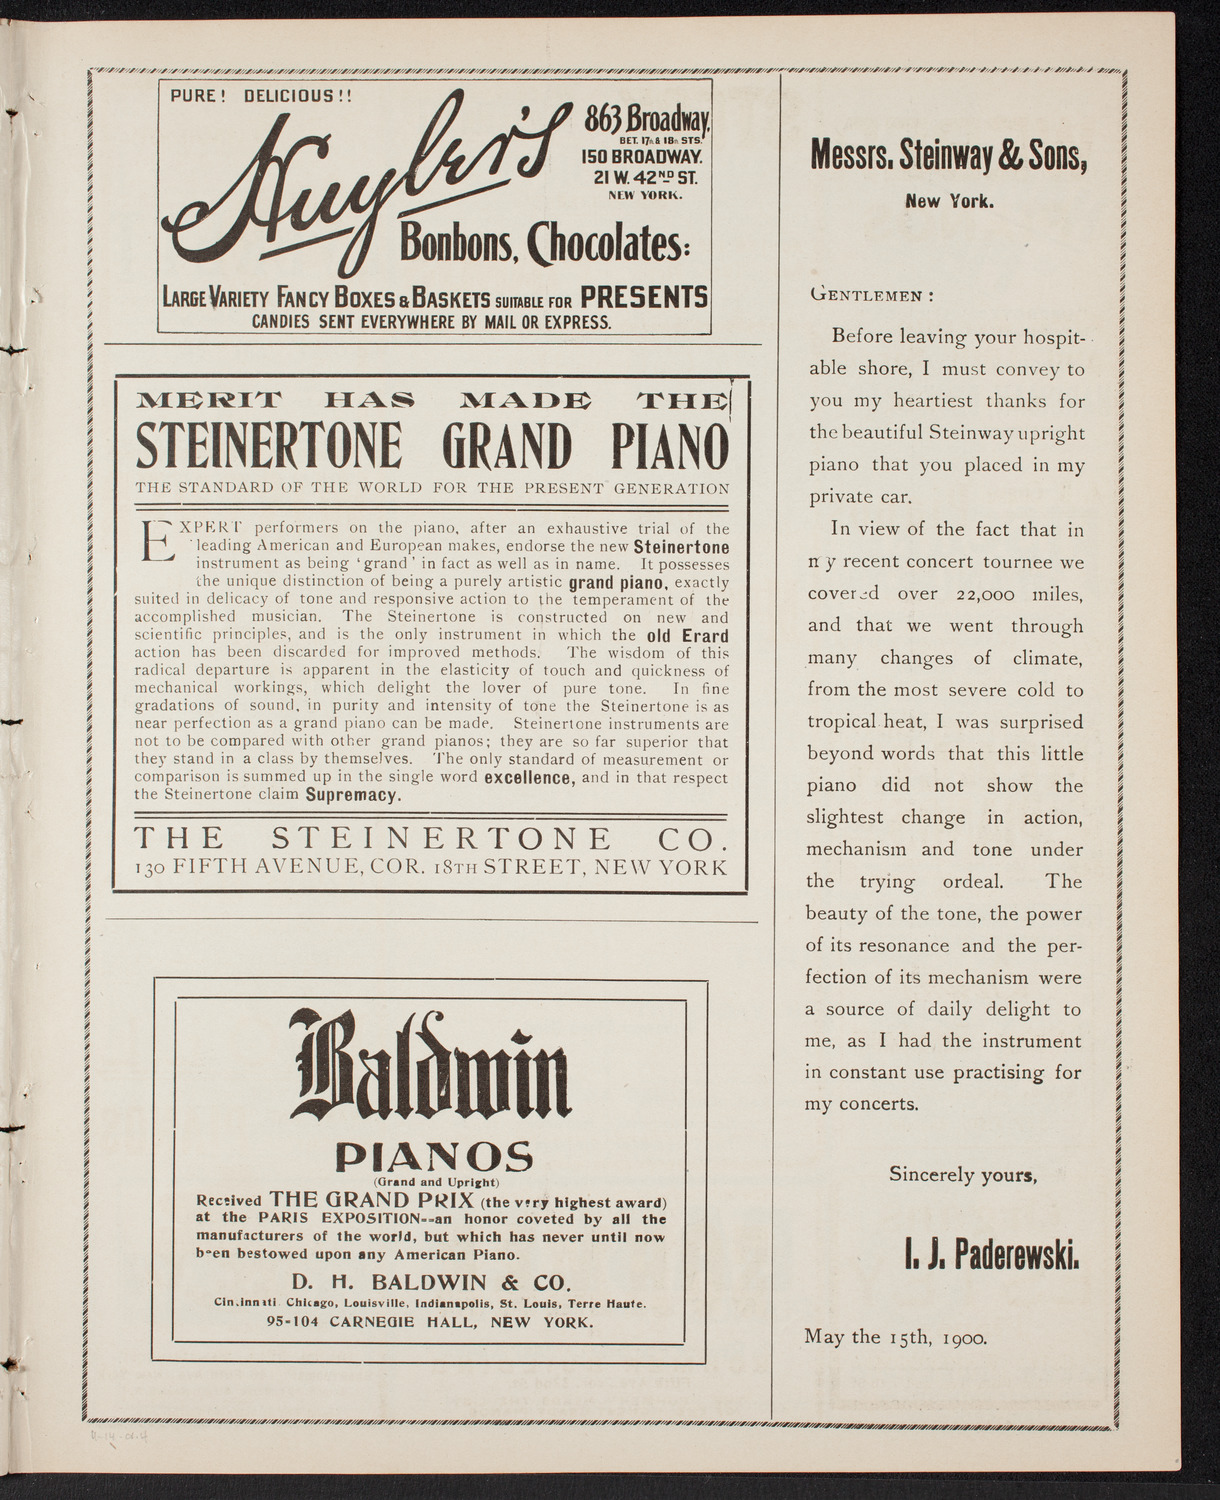 PURE! DELICIOUS!!
Huyler's
863 Broadway.
BET. 17th & 18th STS.
150 BROADWAY.
21 W. 42ND ST.
NEW YORK.
Bonbons, Chocolates:
LARGE VARIETY FANCY BOXES & BASKETS SUITABLE FOR PRESENTS
CANDIES SENT EVERYWHERE BY MAIL OR EXPRESS.
MERIT HAS MADE THE
STEINERTONE GRAND PIANO
THE STANDARD OF THE WORLD FOR THE PRESENT GENERATION
EXPERT performers on the piano, after an exhaustive trial of the
leading American and European makes, endorse the new Steinertone
instrument as being 'grand' in fact as well as in name. It possesses
the unique distinction of being a purely artistic grand piano, exactly
suited in delicacy of tone and responsive action to the temperament of the
accomplished musician. The Steinertone is constructed on new and
scientific principles, and is the only instrument in which the old Erard
action has been discarded for improved methods. The wisdom of this
radical departure is apparent in the elasticity of touch and quickness of
mechanical workings, which delight the lover of pure tone. In fine
gradations of sound, in purity and intensity of tone the Steinertone is as
near perfection as a grand piano can be made. Steinertone instruments are
not to be compared with other grand pianos; they are so far superior that
they stand in a class by themselves. The only standard of measurement or
comparison is summed up in the single word excellence, and in that respect
the Steinertone claim Supremacy.
THE STEINERTONE CO.
130 FIFTH AVENUE, COR. 18TH STREET, NEW YORK
Baldwin
PIANOS
(Grand and Upright)
Received THE GRAND PRIX (the very highest award)
at the PARIS EXPOSITION--an honor coveted by all the
manufacturers of the world, but which has never until now
been bestowed upon any American Piano.
D. H. BALDWIN & CO.
Cincinnati. Chicago, Louisville, Indianapolis, St. Louis, Terre Haute.
95-104 CARNEGIE HALL, NEW YORK.
Messrs. Steinway & Sons,
New York.
GENTLEMEN:
Before leaving your hospit-
able shore, I must convey to
you my heartiest thanks for
the beautiful Steinway upright
piano that you placed in my
private car.
In view of the fact that in
my recent concert tournee we
covered over 22,000 miles,
and that we went through
many changes of climate,
from the most severe cold to
tropical heat, I was surprised
beyond words that this little
piano did not show the
slightest change in action,
mechanism and tone under
the trying ordeal. The
beauty of the tone, the power
of its resonance and the per-
fection of its mechanism were
a source of daily delight to
me, as I had the instrument
in constant use practising for
my concerts.
Sincerely yours,
I. J. Paderewski.
May the 15th, 1900.